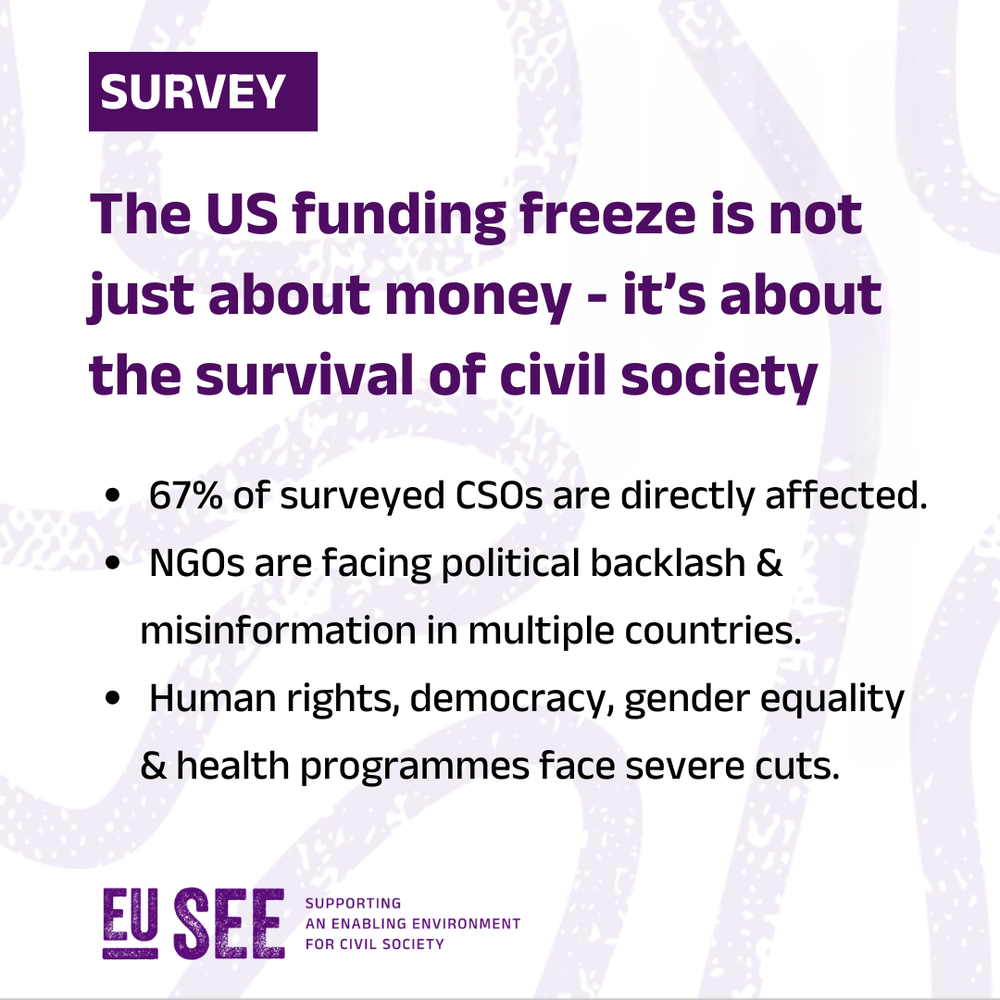 SURVEY
The US funding freeze is not
just about money - it’s about
the survival of civil society
• 67% of surveyed CSOs are directly affected.
• NGOs are facing political backlash &
misinformation in multiple countries.
• Human rights, democracy, gender equality
& health programmes face severe cuts.
EU SEE
SUPPORTING
AN ENABLING ENVIRONMENT
FOR CIVIL SOCIETY